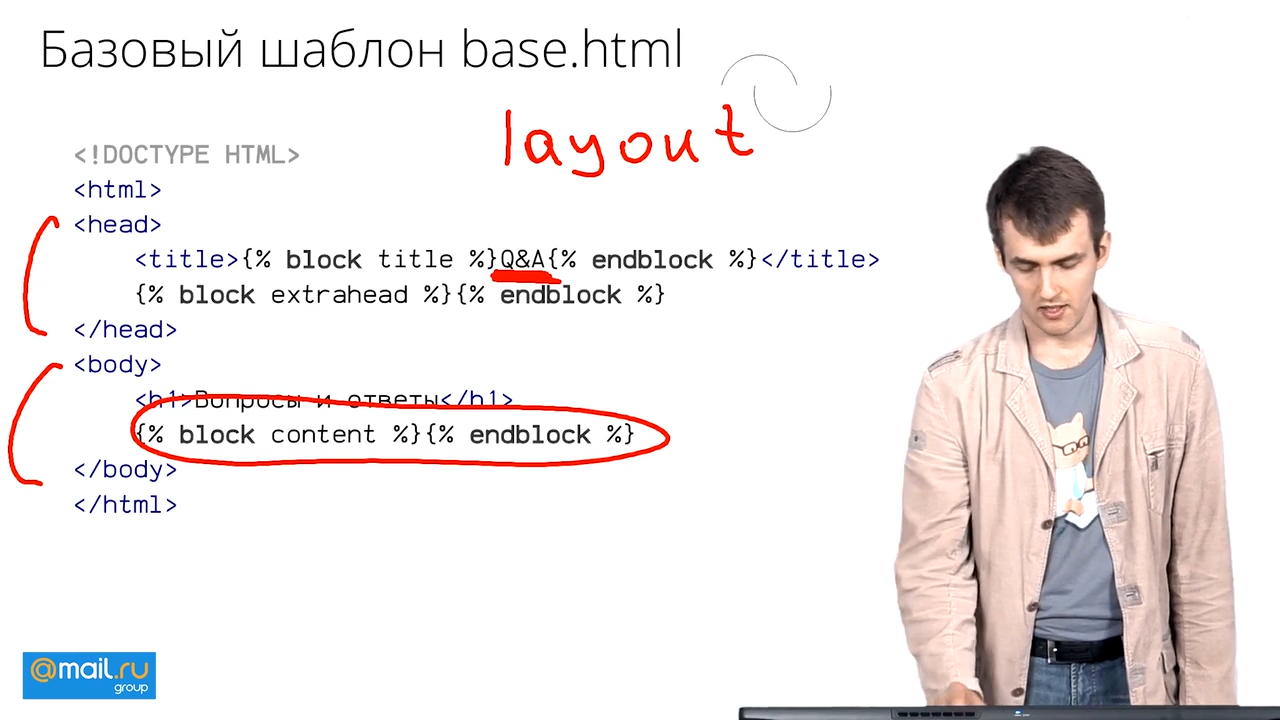 Базовый шаблон base.html
layout
<!DOCTYPE HTML>
<html>
<head>
<title>{% block title %}Q&A{% endblock %}</title>
{% block extrahead %}{% endblock %}
</head>
<body>
<h1>Вопросы и ответы</h1>
{% block content %}{% endblock %}
</body>
</html>
@mail.ru
group